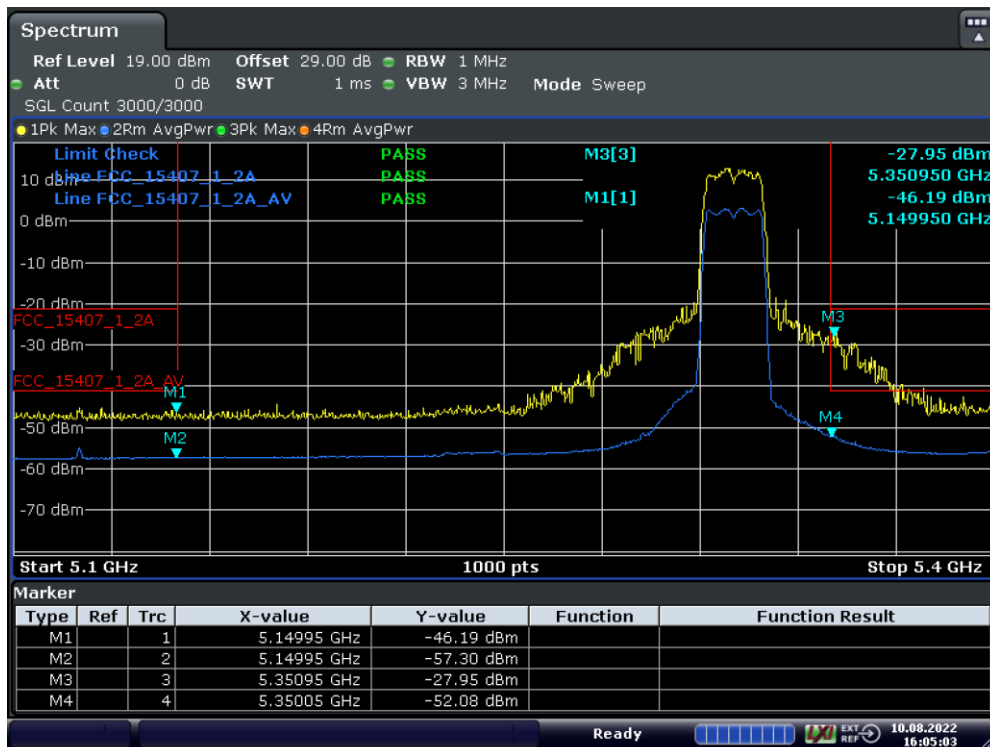 Spectrum
Ref Level 19.00 dBm Offset 29.00 dB RBW 1 MHz
Att 0 dB SWT 1 ms VBW 3 MHz Mode Sweep
SGL Count 3000/3000
1Pk Max 2Rm AvgPwr 3Pk Max 4Rm AvgPwr
Limit Check PASS M3[3] -27.95 dBm
10 dBm Line FCC_15407_1_2A PASS 5.350950 GHz
M1[1] -46.19 dBm
Line FCC_15407_1_2A_AV PASS 5.149950 GHz
0 dBm
-10 dBm
-20 dBm
FCC_15407_1_2A
M3
-30 dBm
FCC_15407_1_2A_AV
M1
M4
-50 dBm
M2
-60 dBm
-70 dBm
Start 5.1 GHz 1000 pts Stop 5.4 GHz
Marker
Type Ref Trc X-value Y-value Function Function Result
M1 1 5.14995 GHz -46.19 dBm
M2 2 5.14995 GHz -57.30 dBm
M3 3 5.35095 GHz -27.95 dBm
M4 4 5.35005 GHz -52.08 dBm
Ready LXI EXT REF 10.08.2022
16:05:03